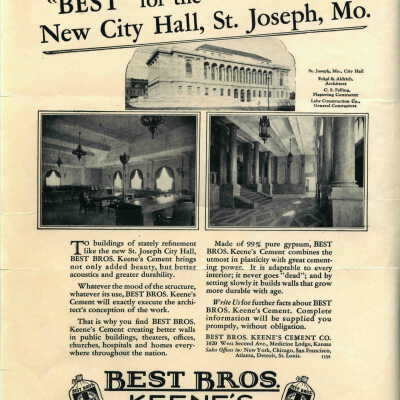 "BEST" for the
New City Hall, St. Joseph, Mo.
St. Joseph, Mo., City Hall
Eckel & Aldrich,
Architect
Plastering Contractor
Lehr Construction Co.,
General Contractors
TO buildings of stately refinement
like the new St. Joseph City Hall,
BEST BROS. Keene's Cement brings
not only added beauty, but better
acoustics and greater durability.
Whatever the mood of the structure,
whatever its use, BEST BROS. Keene's
Cement will exactly execute the archi-
tect's conception of the work.
That is why you find BEST BROS.
Keene's Cement creating better walls
in public buildings, theaters, offices,
churches, hospitals and homes every-
where throughout the nation.
Made of 99% pure gypsum, BEST
BROS. Keene's Cement combines the
utmost in plasticity with great cement-
ing power. It is adaptable to every
interior; it never goes "dead"; and by
setting slowly it builds walls that grow
more durable with age.
Write Us for further facts about BEST
BROS. Keene's Cement. Complete
information will be supplied you
promptly, without obligation.
BEST BROS. KEENE'S CEMENT CO.
1020 West Second Ave., Medicine Lodge, Kansas
Sales Offices in: New York, Chicago, San Francisco,
Atlanta, Detroit, St. Louis.
BEST BROS.
KEENE'S